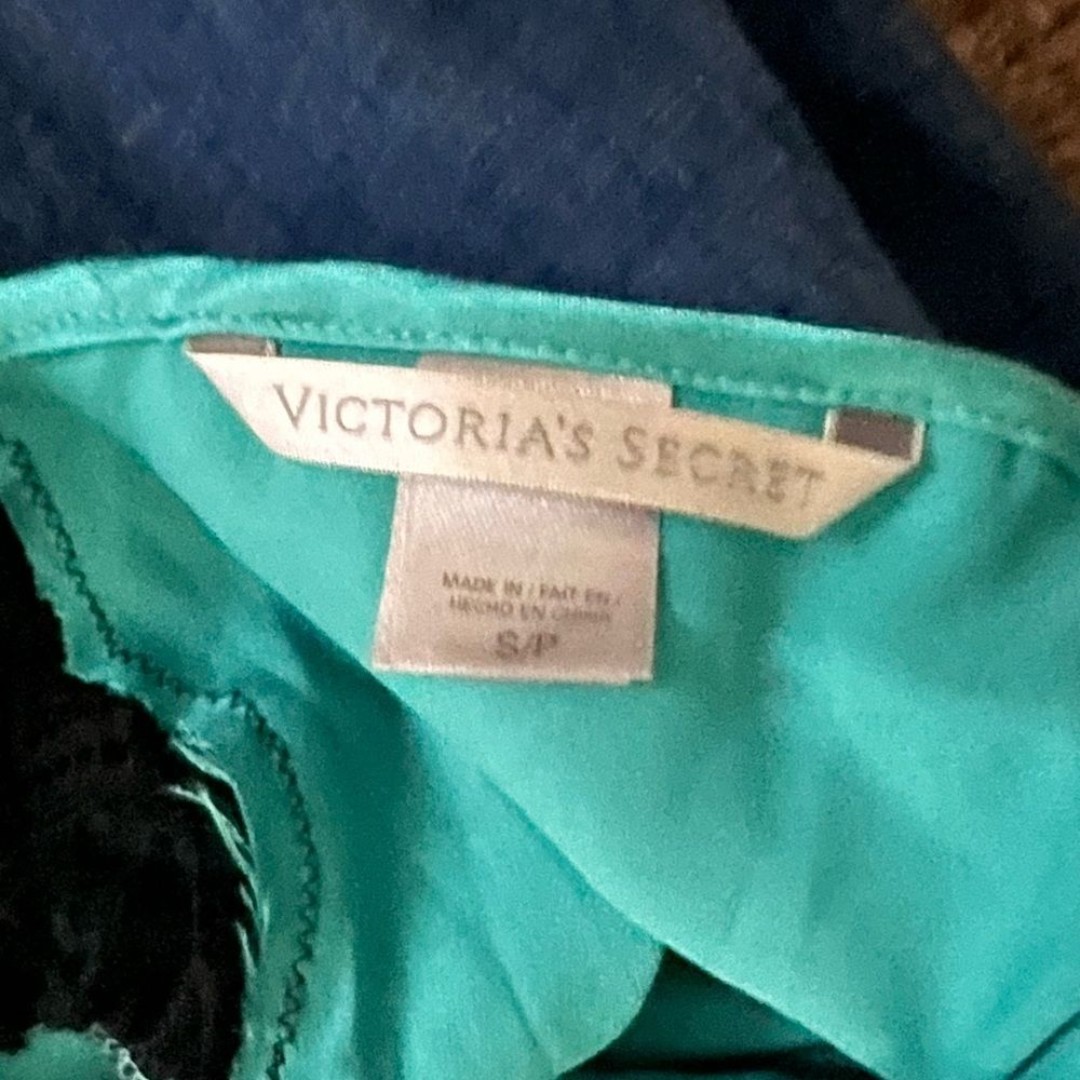 VICTORIA'S SECRET
MADE IN / FAIT EN /
HECHO EN CHINA
S/P